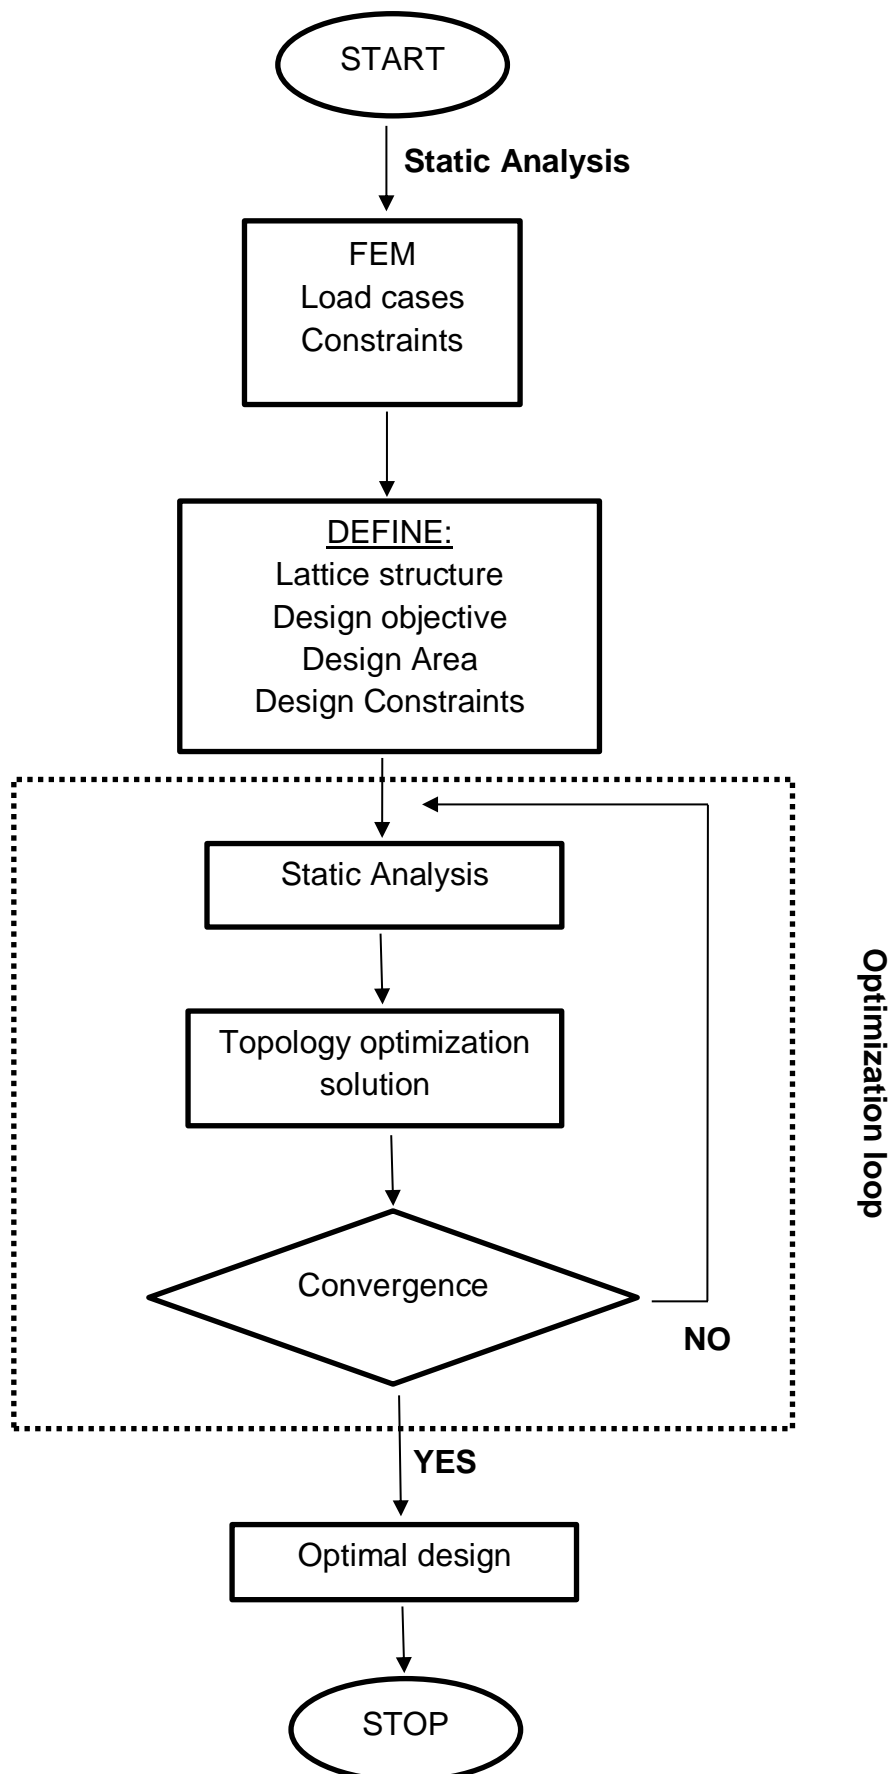 START
Static Analysis
FEM
Load cases
Constraints
DEFINE:
Lattice structure
Design objective
Design Area
Design Constraints
Static Analysis
Topology optimization
solution
Convergence
NO
Optimization loop
YES
Optimal design
STOP